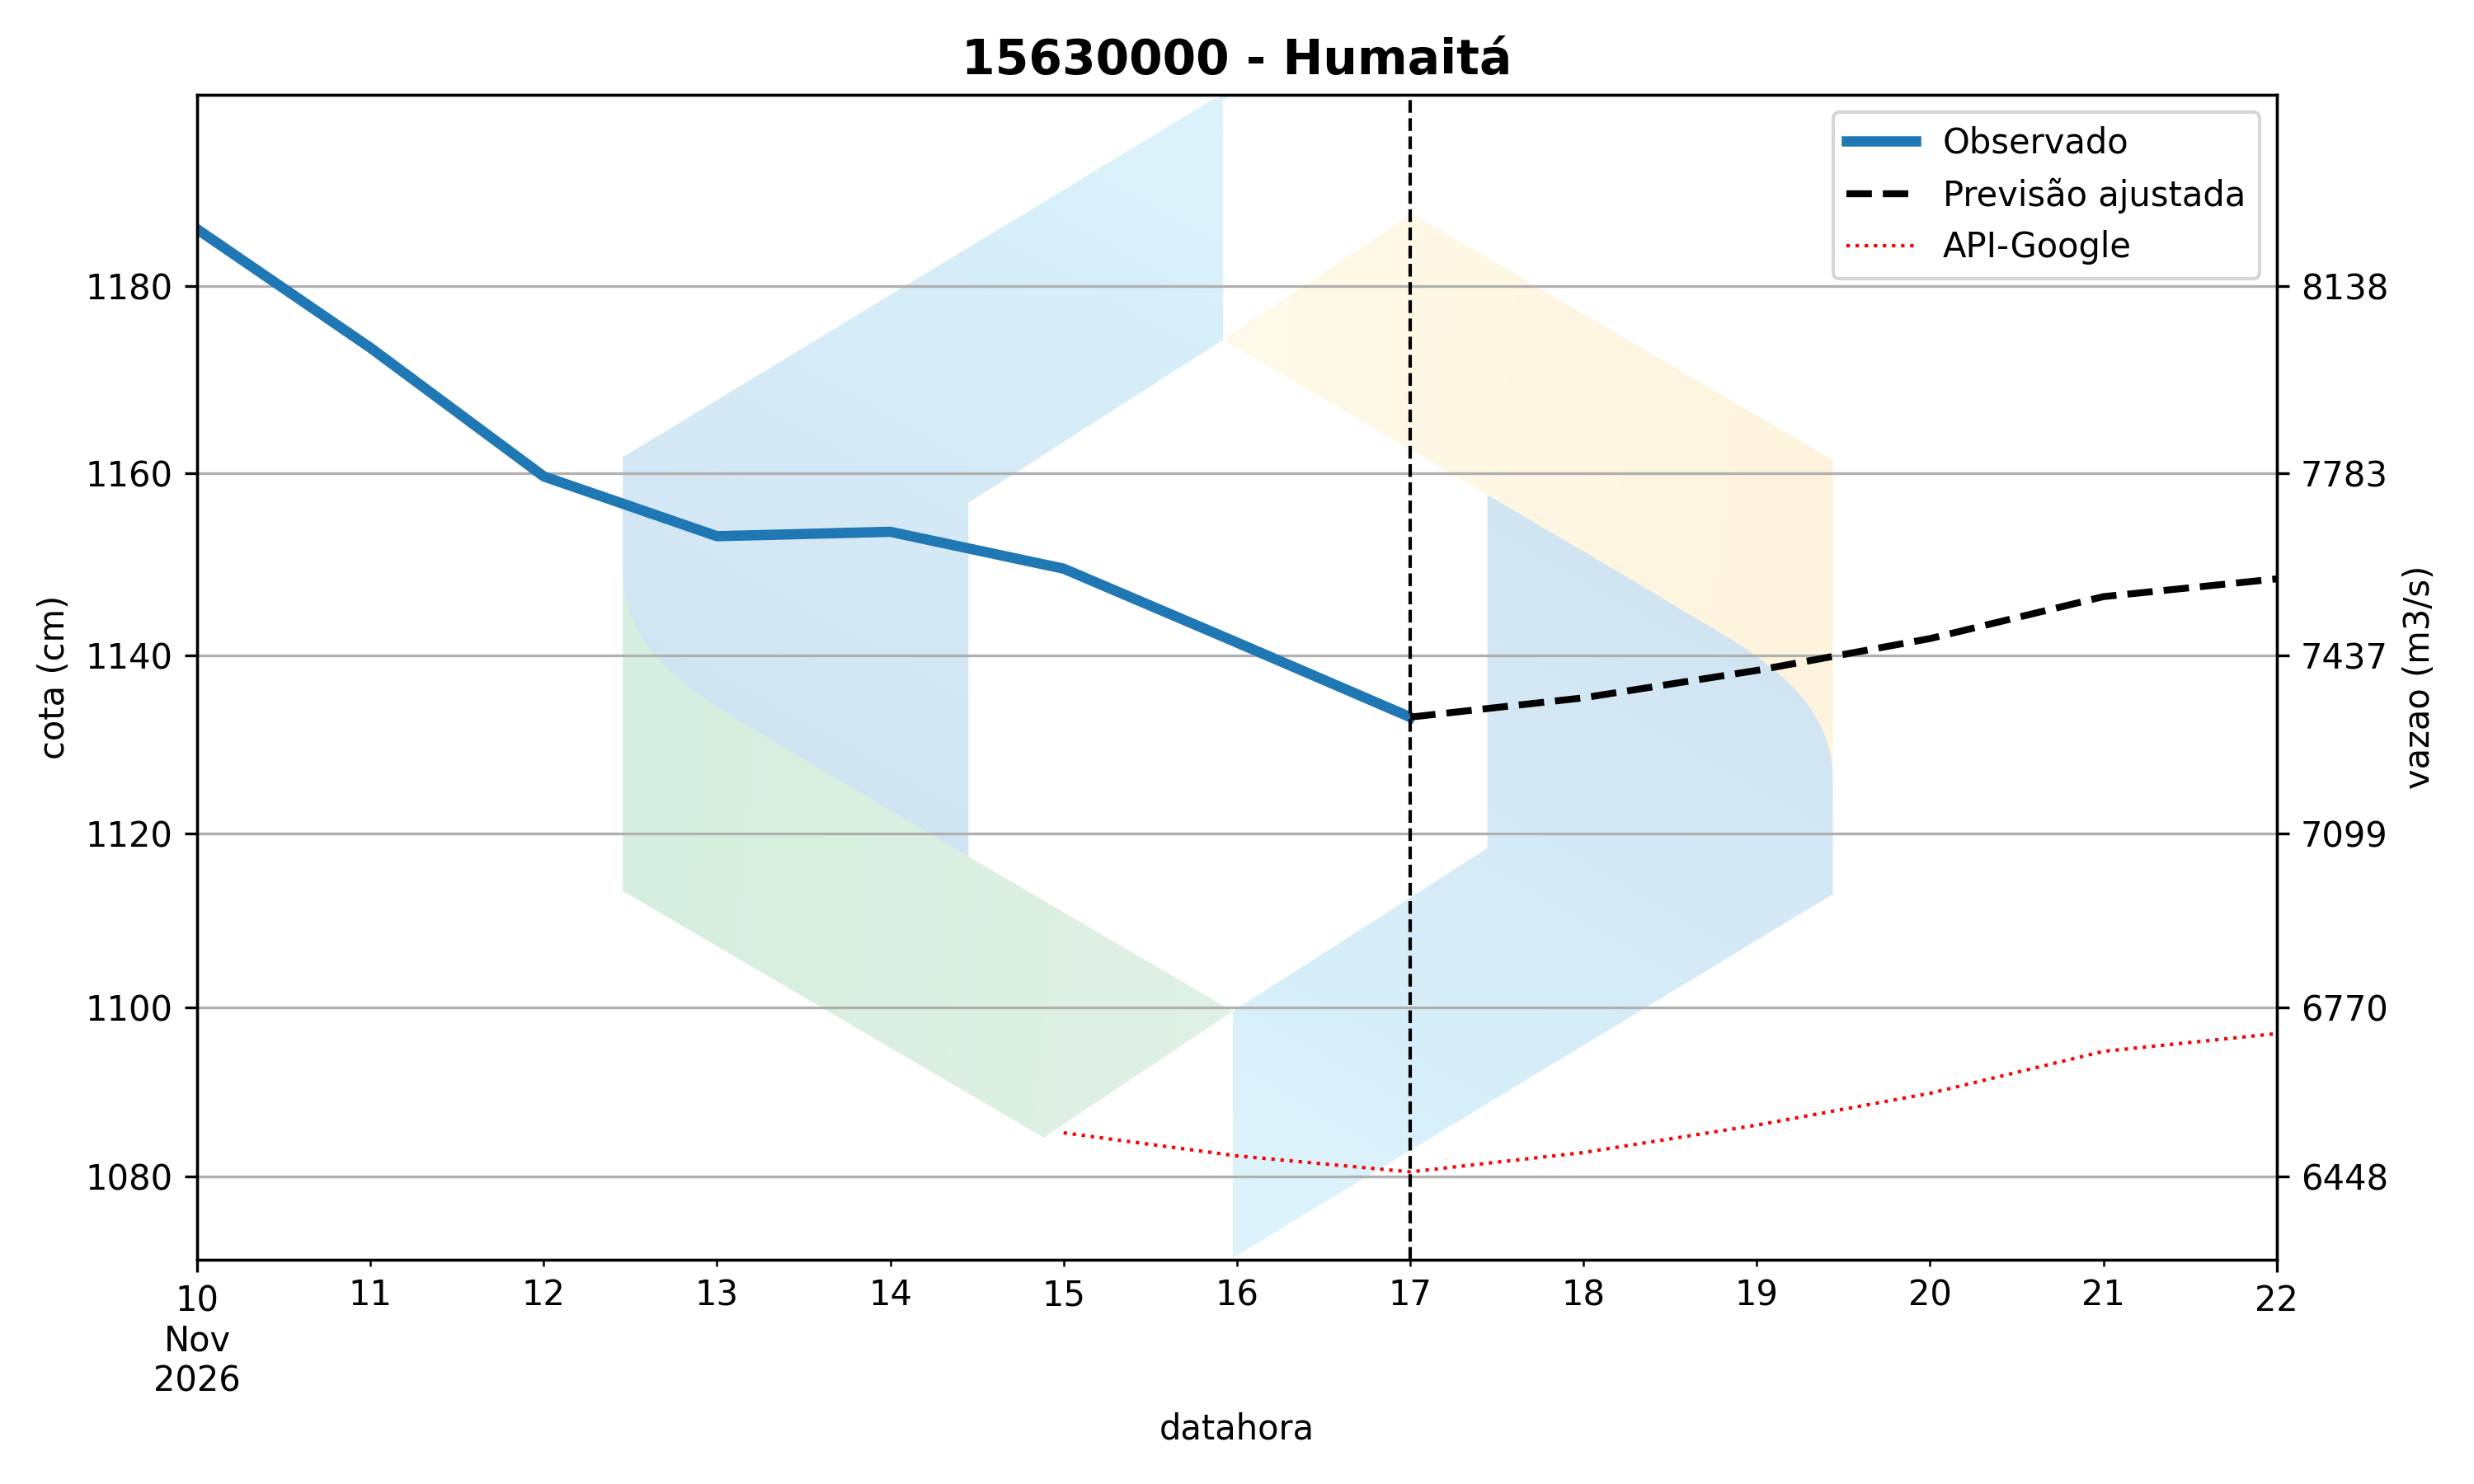 15630000 - Humaitá
Observado
Previsão ajustada
API-Google
1180
1160
1140
1120
1100
1080
cota (cm)
8138
7783
7437
7099
6770
6448
vazao (m3/s)
10 11 12 13 14 15 16 17 18 19 20 21 22
Nov
2026
datahora